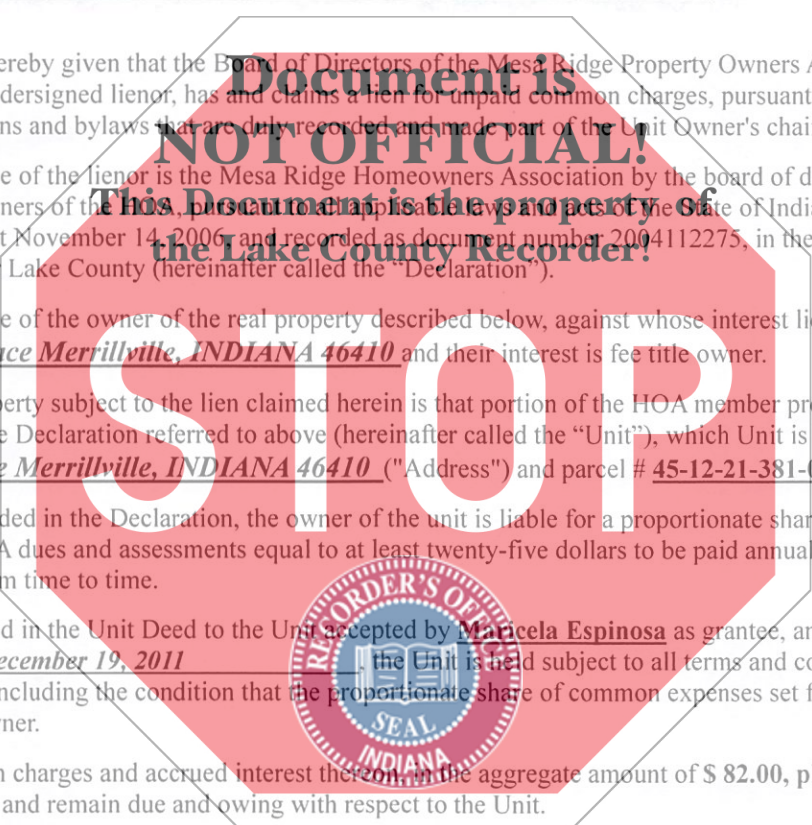 ereby given that the Board of Directors of the Mesa Ridge Property Owners A
Document is
dersigned lienor, has and claims a lien for unpaid common charges, pursuant
ns and bylaws that are duly recorded and made part of the Unit Owner's chai
NOT OFFICIAL!
e of the lienor is the Mesa Ridge Homeowners Association by the board of d
This Document is the property of
ners of the HOA, pursuant to all applicable laws and acts of the State of Indi
t November 14, 2006, and recorded as document number 2004112275, in the
the Lake County Recorder!
Lake County (hereinafter called the “Declaration”).
e of the owner of the real property described below, against whose interest li
ace Merrillville, INDIANA 46410 and their interest is fee title owner.
STOP
perty subject to the lien claimed herein is that portion of the HOA member pr
e Declaration referred to above (hereinafter called the “Unit”), which Unit is
e Merrillville, INDIANA 46410 ("Address") and parcel # 45-12-21-381-0
ded in the Declaration, the owner of the unit is liable for a proportionate shar
A dues and assessments equal to at least twenty-five dollars to be paid annual
m time to time.
RECORDER'S OFFICE
d in the Unit Deed to the Unit accepted by Maricela Espinosa as grantee, an
ecember 19, 2011 , the Unit is held subject to all terms and co
ncluding the condition that the proportionate share of common expenses set f
ner.
SEAL
INDIANA
n charges and accrued interest thereon, in the aggregate amount of $ 82.00, p
and remain due and owing with respect to the Unit.